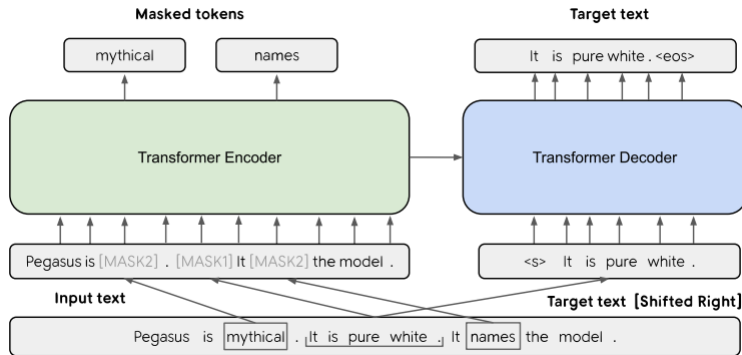 Masked tokens Target text
mythical names It is pure white . <eos>
Transformer Encoder Transformer Decoder
Pegasus is [MASK2] . [MASK1] It [MASK2] the model . <s> It is pure white .
Input text Target text [Shifted Right]
Pegasus is mythical . It is pure white . It names the model .